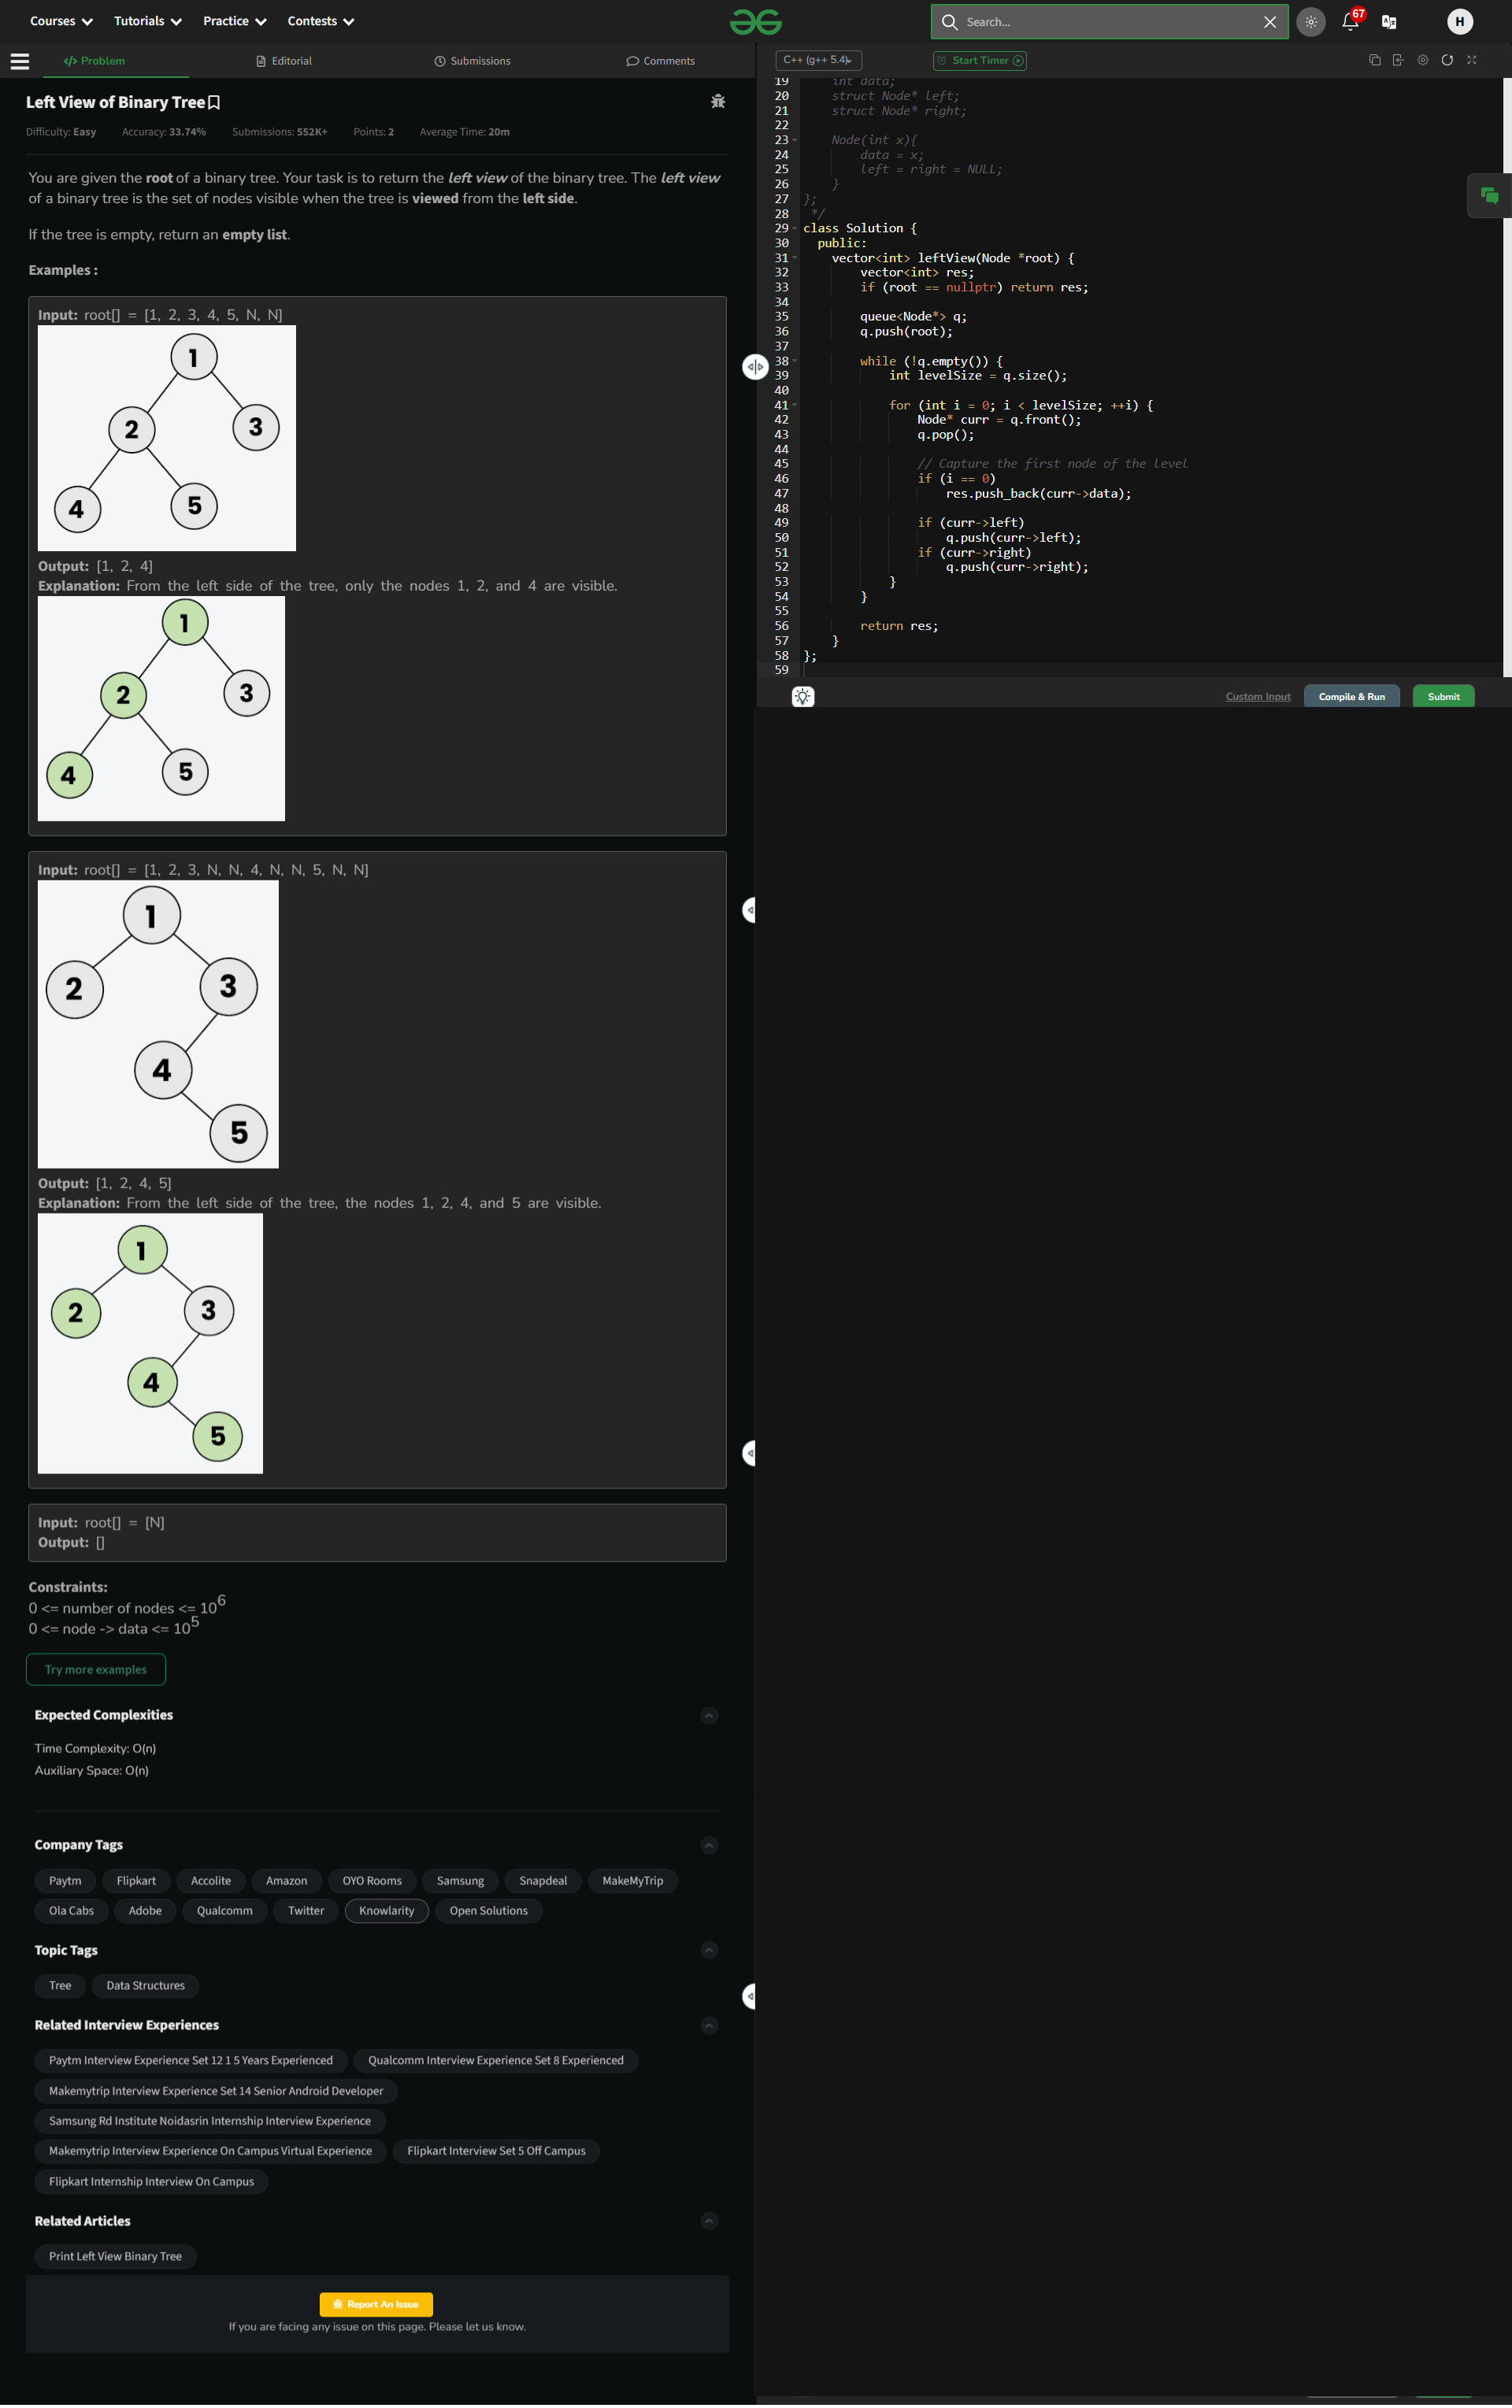 Courses Tutorials Practice Contests Search... 67 H
Problem Editorial Submissions Comments
Left View of Binary Tree
Difficulty: Easy Accuracy: 33.74% Submissions: 552K+ Points: 2 Average Time: 20m
You are given the root of a binary tree. Your task is to return the left view of the binary tree. The left view
of a binary tree is the set of nodes visible when the tree is viewed from the left side.
If the tree is empty, return an empty list.
Examples :
Input: root[] = [1, 2, 3, 4, 5, N, N]
1
2 3
4 5
Output: [1, 2, 4]
Explanation: From the left side of the tree, only the nodes 1, 2, and 4 are visible.
1
2 3
4 5
Input: root[] = [1, 2, 3, N, N, 4, N, N, 5, N, N]
1
2 3
4
5
Output: [1, 2, 4, 5]
Explanation: From the left side of the tree, the nodes 1, 2, 4, and 5 are visible.
1
2 3
4
5
Input: root[] = [N]
Output: []
Constraints:
0 <= number of nodes <= 10^6
0 <= node -> data <= 10^5
Try more examples
Expected Complexities
Time Complexity: O(n)
Auxiliary Space: O(n)
Company Tags
Paytm Flipkart Accolite Amazon OYO Rooms Samsung Snapdeal MakeMyTrip
Ola Cabs Adobe Qualcomm Twitter Knowlarity Open Solutions
Topic Tags
Tree Data Structures
Related Interview Experiences
Paytm Interview Experience Set 12 1 5 Years Experienced Qualcomm Interview Experience Set 8 Experienced
Makemytrip Interview Experience Set 14 Senior Android Developer
Samsung Rd Institute Noidasrin Internship Interview Experience
Makemytrip Interview Experience On Campus Virtual Experience Flipkart Interview Set 5 Off Campus
Flipkart Internship Interview On Campus
Related Articles
Print Left View Binary Tree
Report An Issue
If you are facing any issue on this page. Please let us know.
C++ (g++ 5.4) Start Timer
19 int data;
20 struct Node* left;
21 struct Node* right;
22
23 Node(int x){
24 data = x;
25 left = right = NULL;
26 }
27 };
28 */
29 class Solution {
30 public:
31 vector<int> leftView(Node *root) {
32 vector<int> res;
33 if (root == nullptr) return res;
34
35 queue<Node*> q;
36 q.push(root);
37
38 while (!q.empty()) {
39 int levelSize = q.size();
40
41 for (int i = 0; i < levelSize; ++i) {
42 Node* curr = q.front();
43 q.pop();
44
45 // Capture the first node of the level
46 if (i == 0)
47 res.push_back(curr->data);
48
49 if (curr->left)
50 q.push(curr->left);
51 if (curr->right)
52 q.push(curr->right);
53 }
54 }
55
56 return res;
57 }
58 };
59
Custom Input Compile & Run Submit